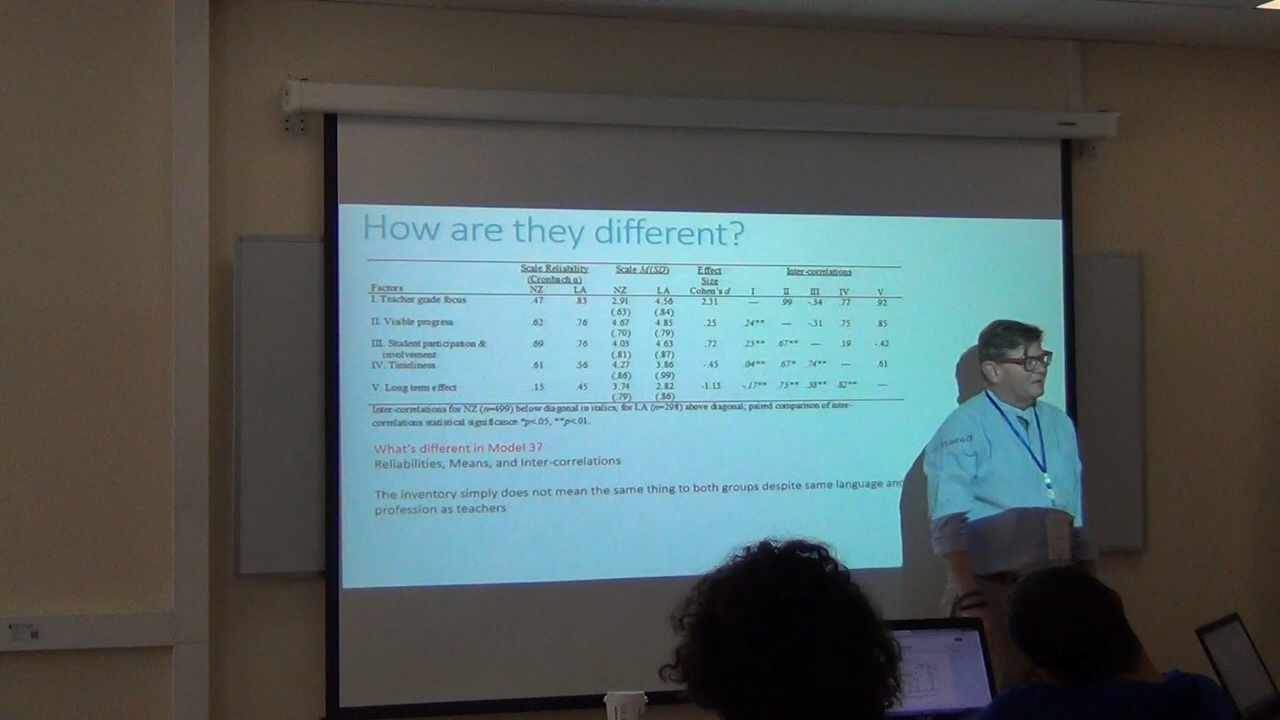 How are they different?
Scale Reliability Scale M(SD) Effect Inter-correlations
(Cronbach α) Size
Factors NZ LA NZ LA Cohen's d I II III IV V
I. Teacher grade focus .47 .83 2.91 4.56 2.31 — .99 -.34 .77 .92
(.63) (.84)
II. Visible progress .62 .76 4.67 4.85 .25 .24** — -.31 .75 .85
(.70) (.79)
III. Student participation & .69 .76 4.03 4.63 .72 .23** .67** — .19 -.42
involvement (.81) (.87)
IV. Timeliness .61 .56 4.27 3.86 -.45 .04** .67* .74** — .61
(.86) (.99)
V. Long term effect .15 .45 3.74 2.82 -1.13 -.17** .73** .58** .82** —
(.79) (.86)
Inter-correlations for NZ (n=499) below diagonal in italics; for LA (n=298) above diagonal; paired comparison of inter-
correlations statistical significance *p<.05, **p<.01.
What's different in Model 3?
Reliabilities, Means, and Inter-correlations
The inventory simply does not mean the same thing to both groups despite same language and
profession as teachers